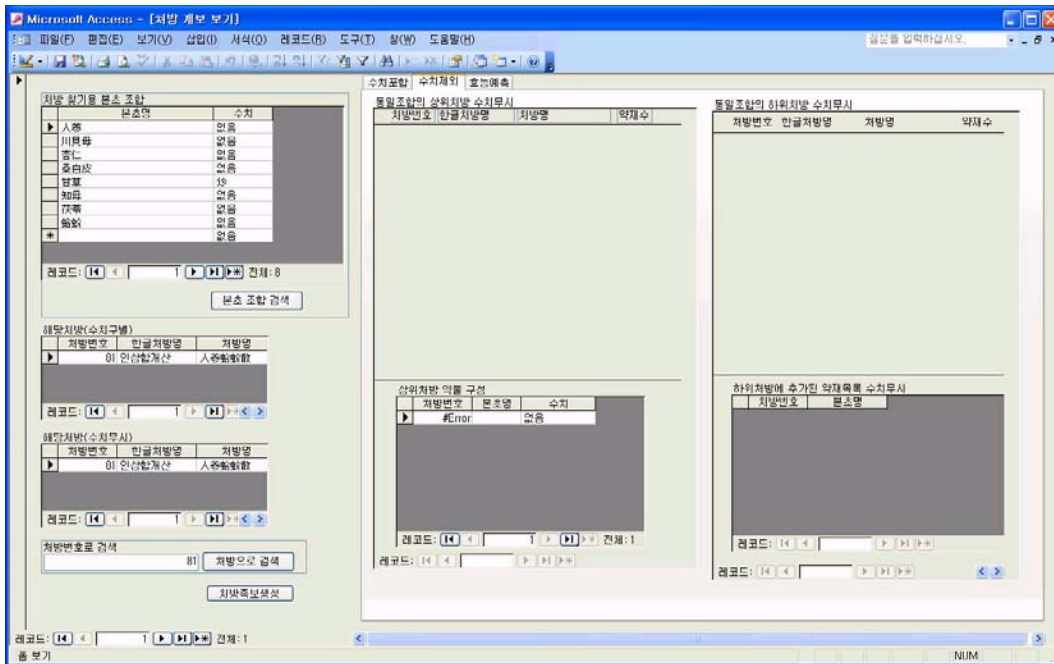 Microsoft Access - [처방 계보 보기]
파일(F) 편집(E) 보기(V) 삽입(I) 서식(O) 레코드(R) 도구(T) 창(W) 도움말(H)
질문을 입력하십시오.
수치포함 수치제외 효능예측
처방 찾기용 본초 조합
본초명 수치
人蔘 없음
川貝母 없음
杏仁 없음
桑白皮 없음
甘草 炒
知母 없음
茯苓 없음
蛤蚧 없음
없음
레코드: 1 전체:8
본초 조합 검색
해당처방(수치구별)
처방번호 한글처방명 처방명
81 인삼합개산 人蔘蛤蚧散
레코드: 1
해당처방(수치무시)
처방번호 한글처방명 처방명
81 인삼합개산 人蔘蛤蚧散
레코드: 1
처방번호로 검색
81 처방으로 검색
처방족보생성
동일조합의 상위처방 수치무시
처방번호 한글처방명 처방명 약재수
상위처방 약물 구성
처방번호 본초명 수치
#Error 없음
레코드: 1 전체:1
레코드:
동일조합의 하위처방 수치무시
처방번호 한글처방명 처방명 약재수
하위처방에 추가된 약재목록 수치무시
처방번호 본초명
레코드:
레코드:
레코드: 1 전체:1
폼 보기 NUM